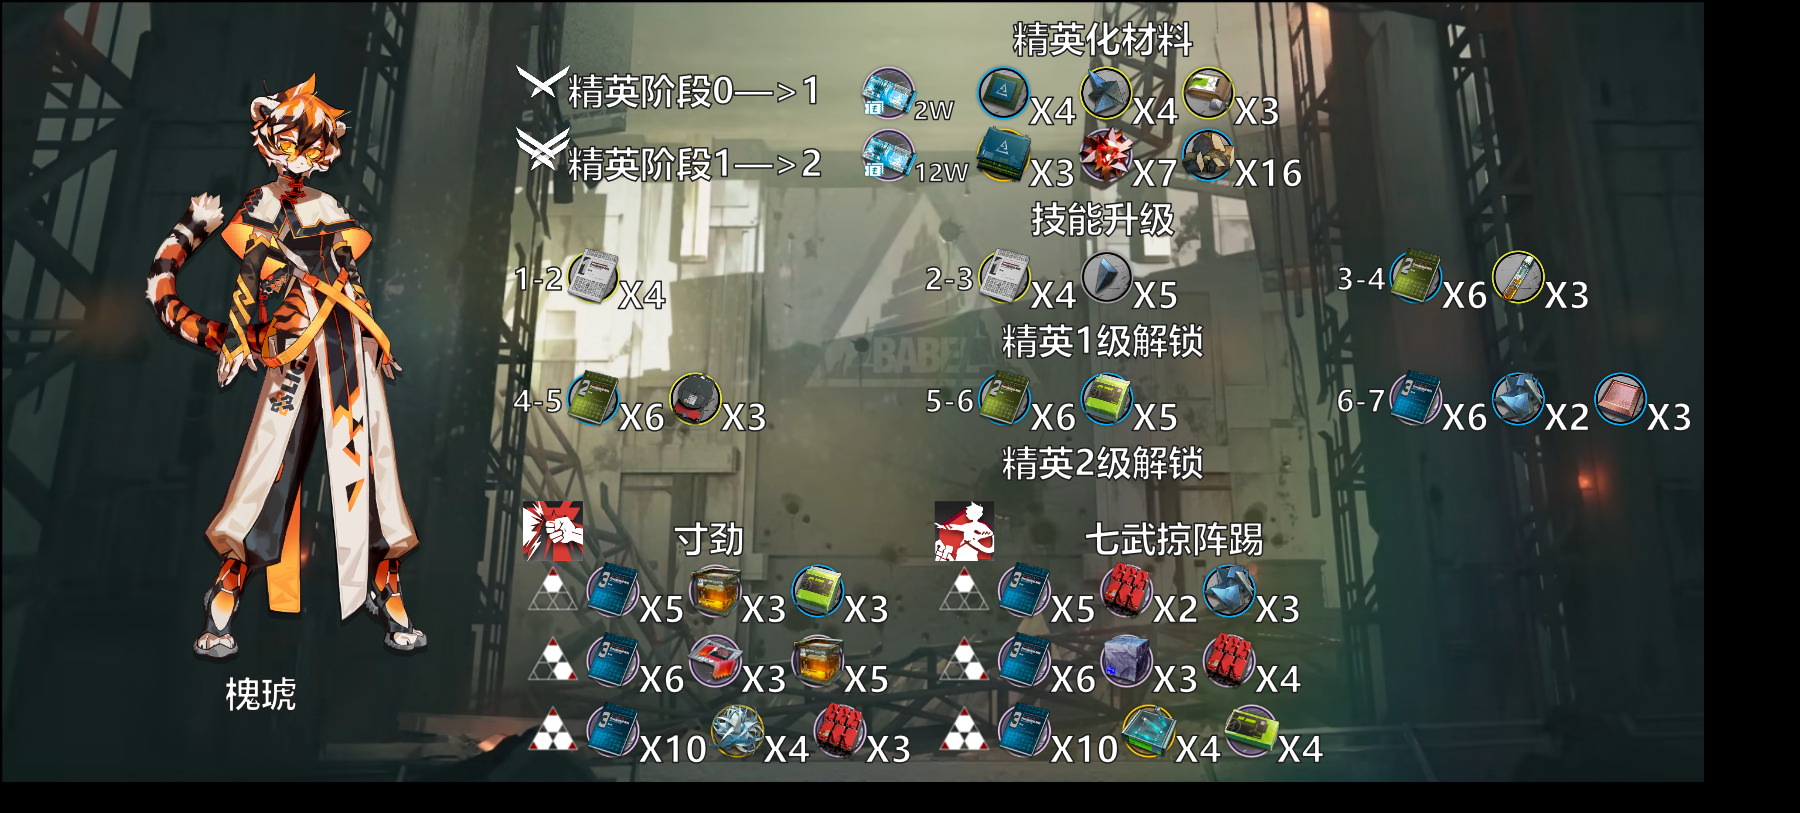 精英化材料
精英阶段0—>1 2W X4 X4 X3
精英阶段1—>2 12W X3 X7 X16
技能升级
1-2 X4 2-3 X4 X5 3-4 X6 X3
精英1级解锁
BABEL
4-5 X6 X3 5-6 X6 X5 6-7 X6 X2 X3
精英2级解锁
寸劲 七武掠阵踢
X5 X3 X3 X5 X2 X3
X6 X3 X5 X6 X3 X4
X10 X4 X3 X10 X4 X4
槐琥